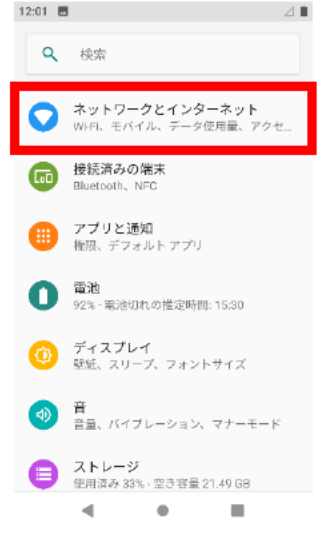 12:01
検索
ネットワークとインターネット
Wi-Fi、モバイル、データ使用量、アクセ...
接続済みの端末
Bluetooth、NFC
アプリと通知
権限、デフォルト アプリ
電池
92% - 電池切れの推定時間: 15:30
ディスプレイ
壁紙、スリープ、フォントサイズ
音
音量、バイブレーション、マナーモード
ストレージ
使用済み 33% - 空き容量 21.49 GB